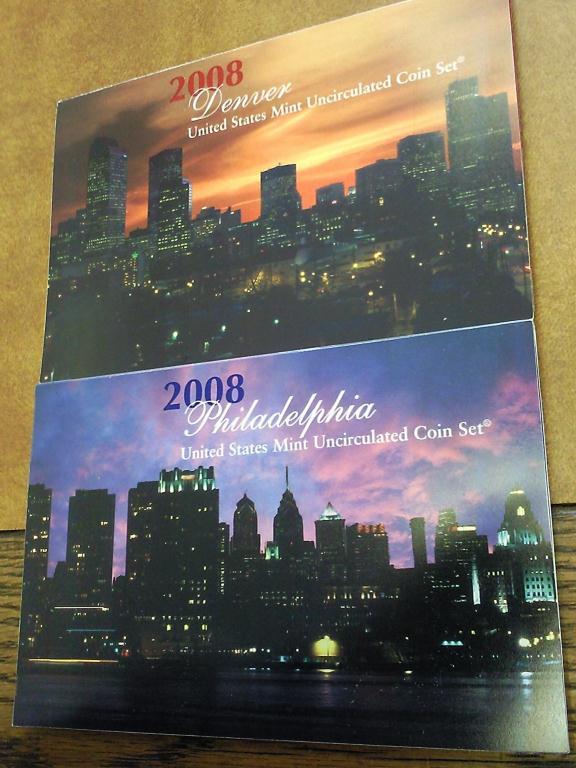 2008
Denver
United States Mint Uncirculated Coin Set®
2008
Philadelphia
United States Mint Uncirculated Coin Set®